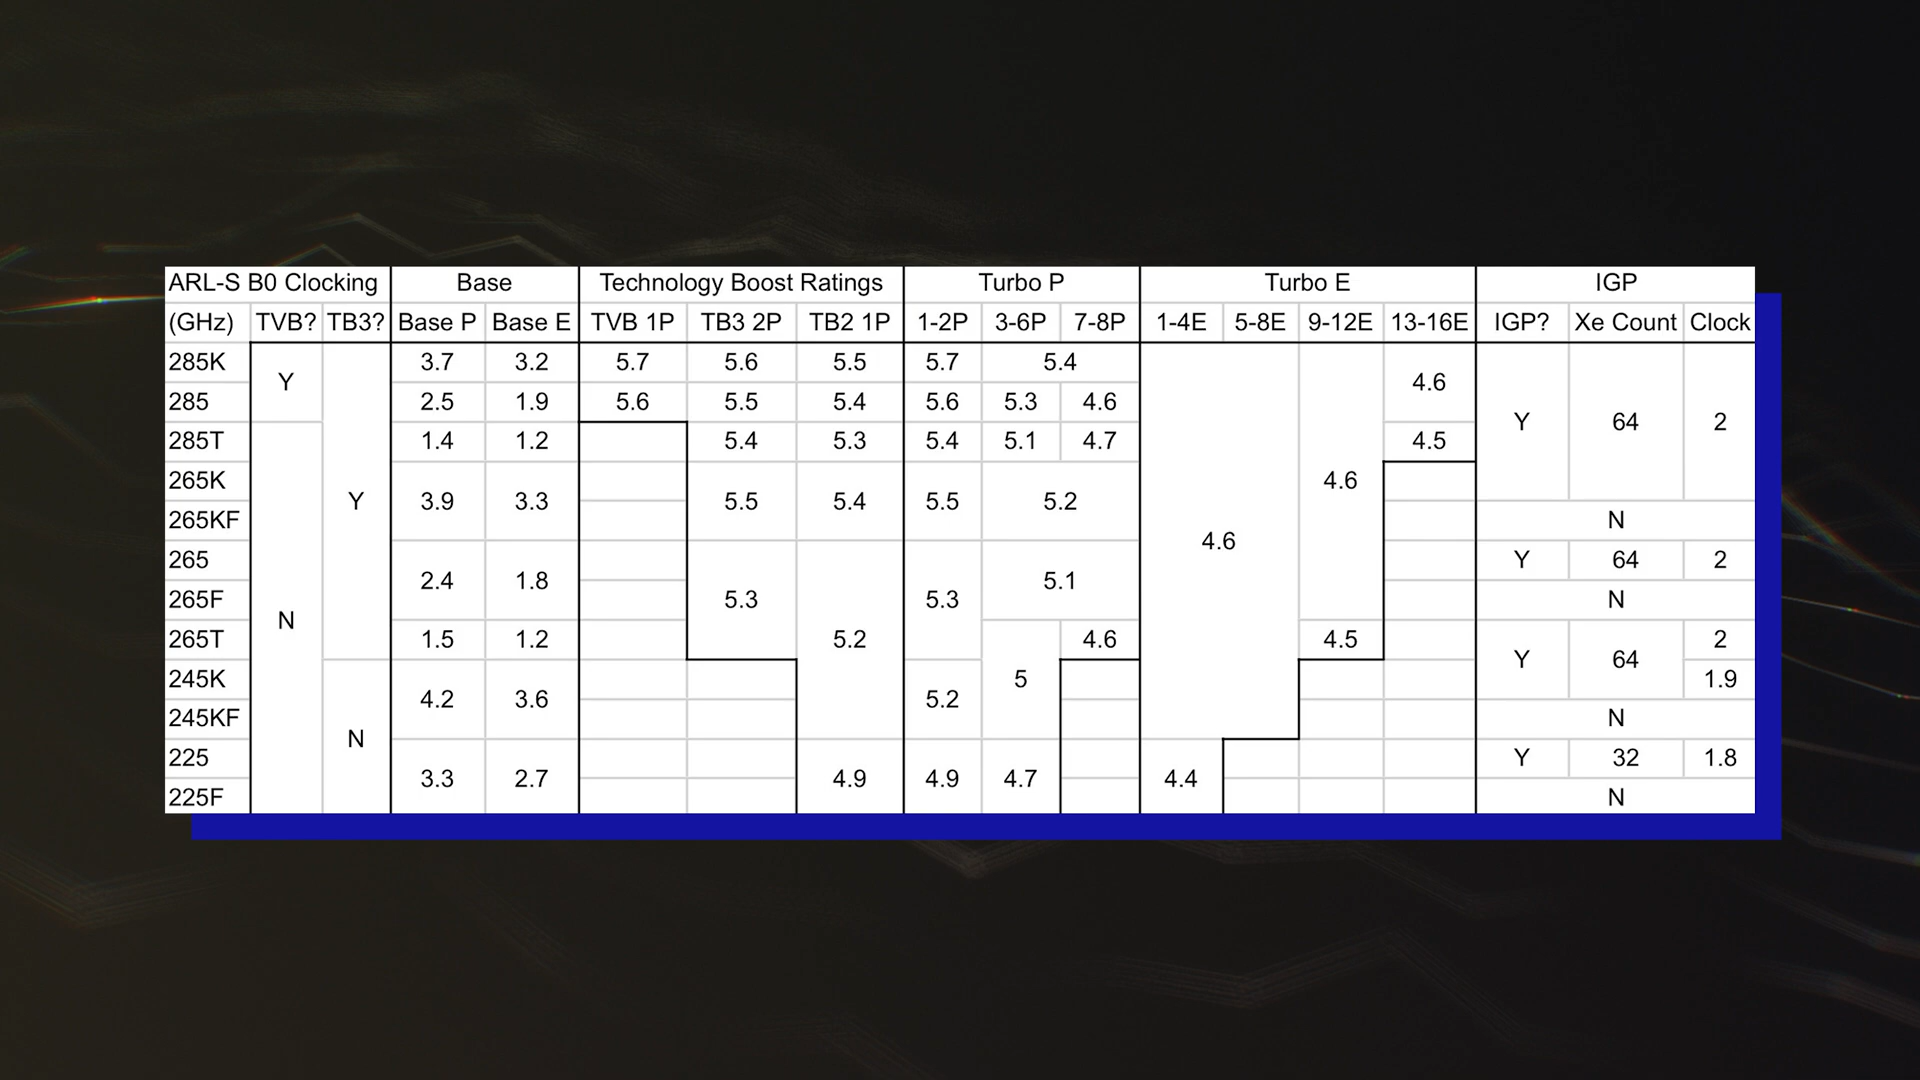 ARL-S B0 Clocking Base Technology Boost Ratings Turbo P Turbo E IGP
(GHz) TVB? TB3? Base P Base E TVB 1P TB3 2P TB2 1P 1-2P 3-6P 7-8P 1-4E 5-8E 9-12E 13-16E IGP? Xe Count Clock
285K 3.7 3.2 5.7 5.6 5.5 5.7 5.4
Y 4.6
285 2.5 1.9 5.6 5.5 5.4 5.6 5.3 4.6
Y 64 2
285T 1.4 1.2 5.4 5.3 5.4 5.1 4.7 4.5
265K 4.6
Y 3.9 3.3 5.5 5.4 5.5 5.2
265KF N
4.6
265 Y 64 2
2.4 1.8 5.1
265F 5.3 5.3 N
N
265T 1.5 1.2 5.2 4.6 4.5 2
Y 64
245K 5 1.9
4.2 3.6 5.2
245KF N
N
225 Y 32 1.8
3.3 2.7 4.9 4.9 4.7 4.4
225F N